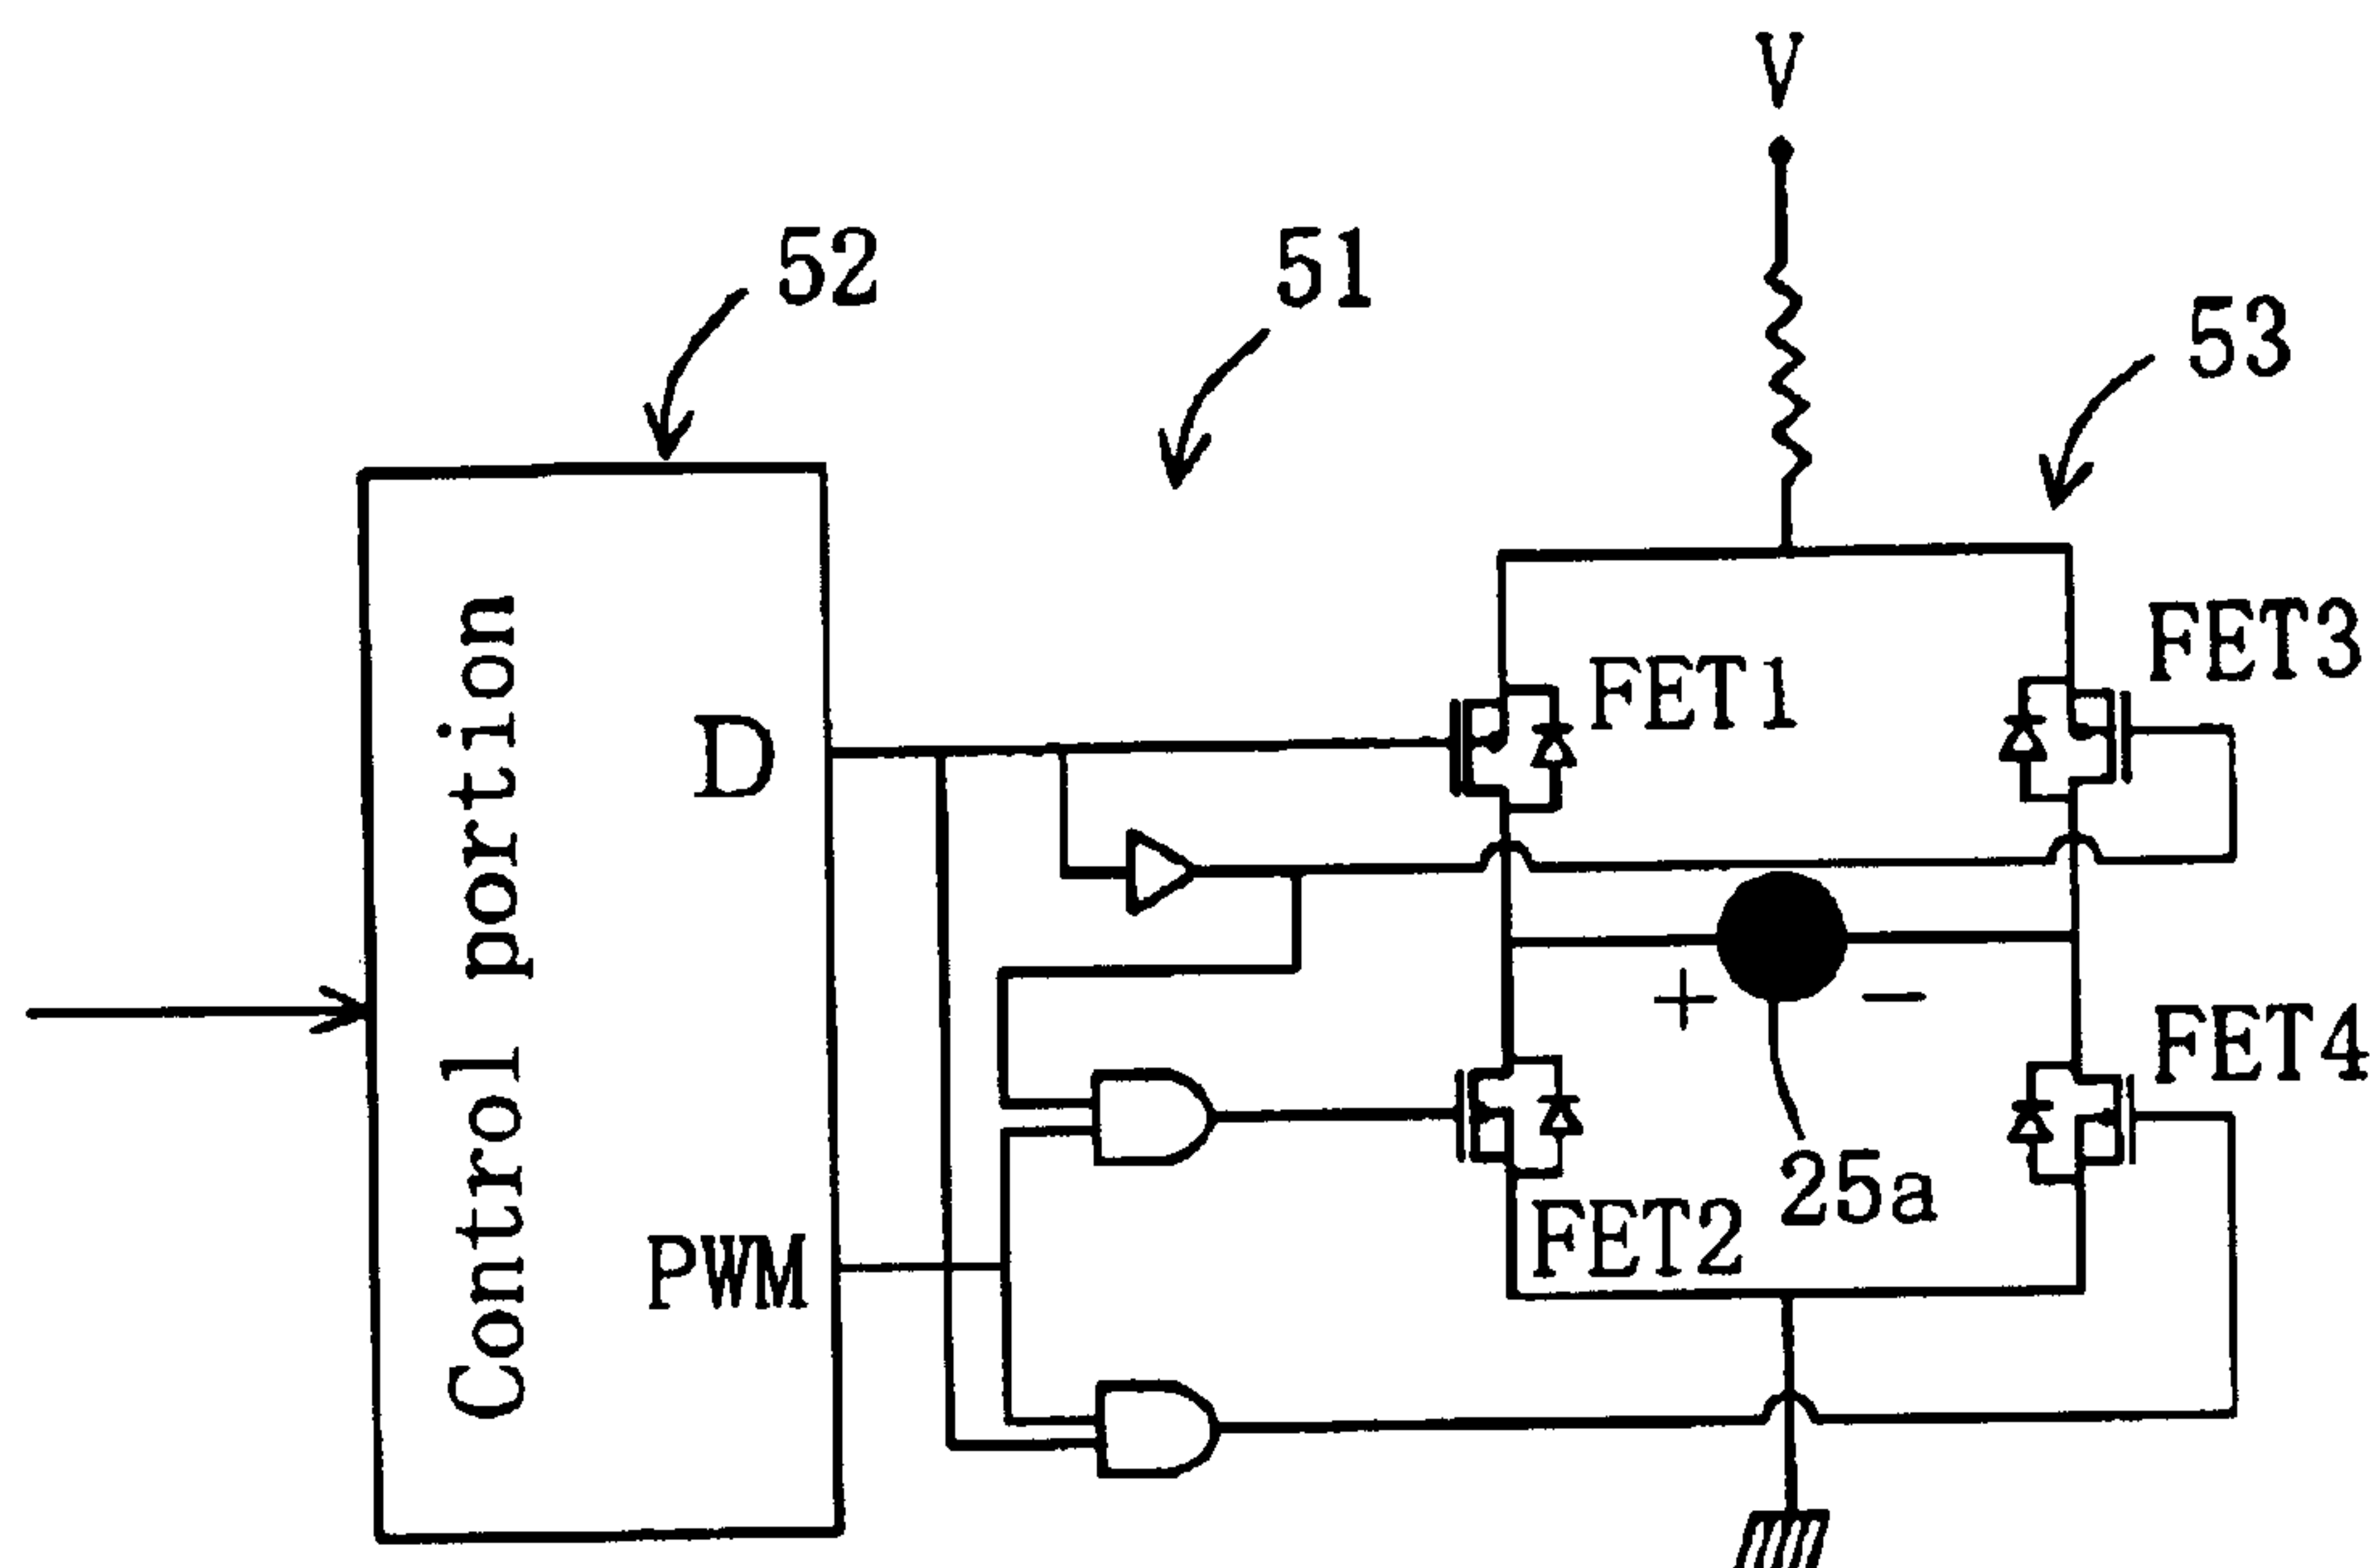 V
52
51
53
Control portion
D
PWM
FET1
FET3
+
−
FET2
25a
FET4